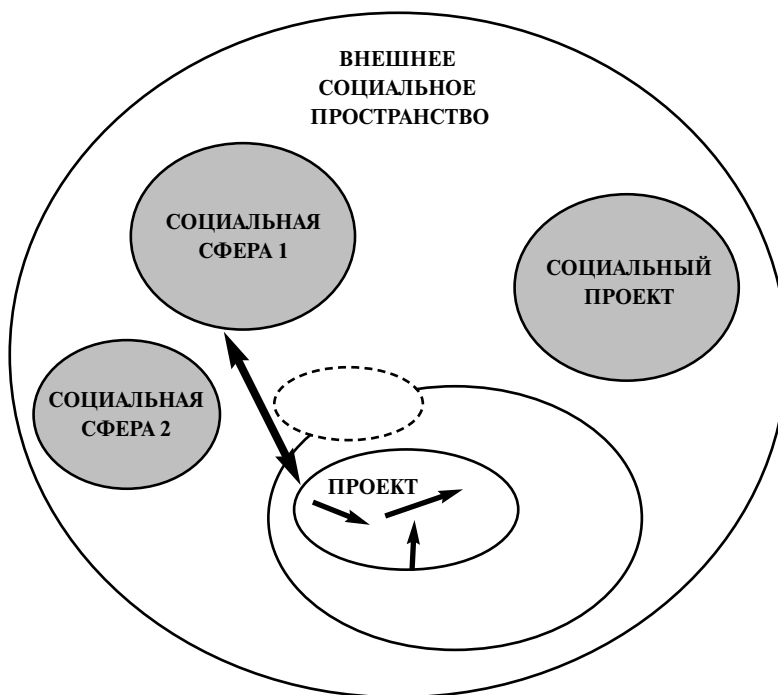 ВНЕШНЕЕ
СОЦИАЛЬНОЕ
ПРОСТРАНСТВО
СОЦИАЛЬНАЯ
СФЕРА 1
СОЦИАЛЬНЫЙ
ПРОЕКТ
СОЦИАЛЬНАЯ
СФЕРА 2
ПРОЕКТ